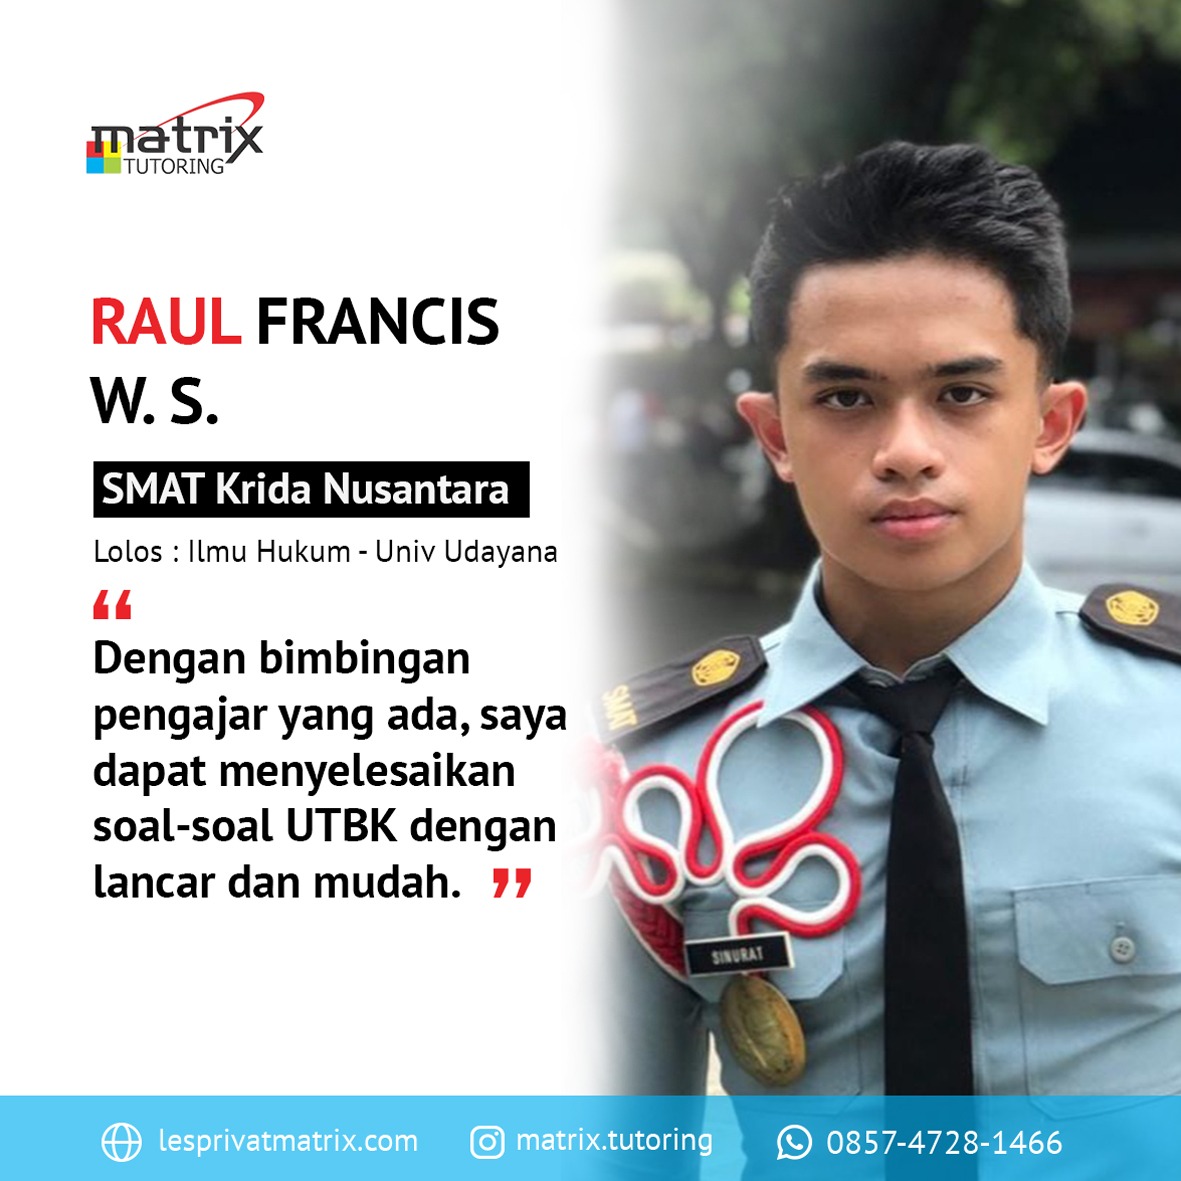 matrix
TUTORING
RAUL FRANCIS
W. S.
SMAT Krida Nusantara
Lolos : Ilmu Hukum - Univ Udayana
“
Dengan bimbingan
pengajar yang ada, saya
dapat menyelesaikan
soal-soal UTBK dengan
lancar dan mudah. ”
SMAT
SINURAT
lesprivatmatrix.com matrix.tutoring 0857-4728-1466